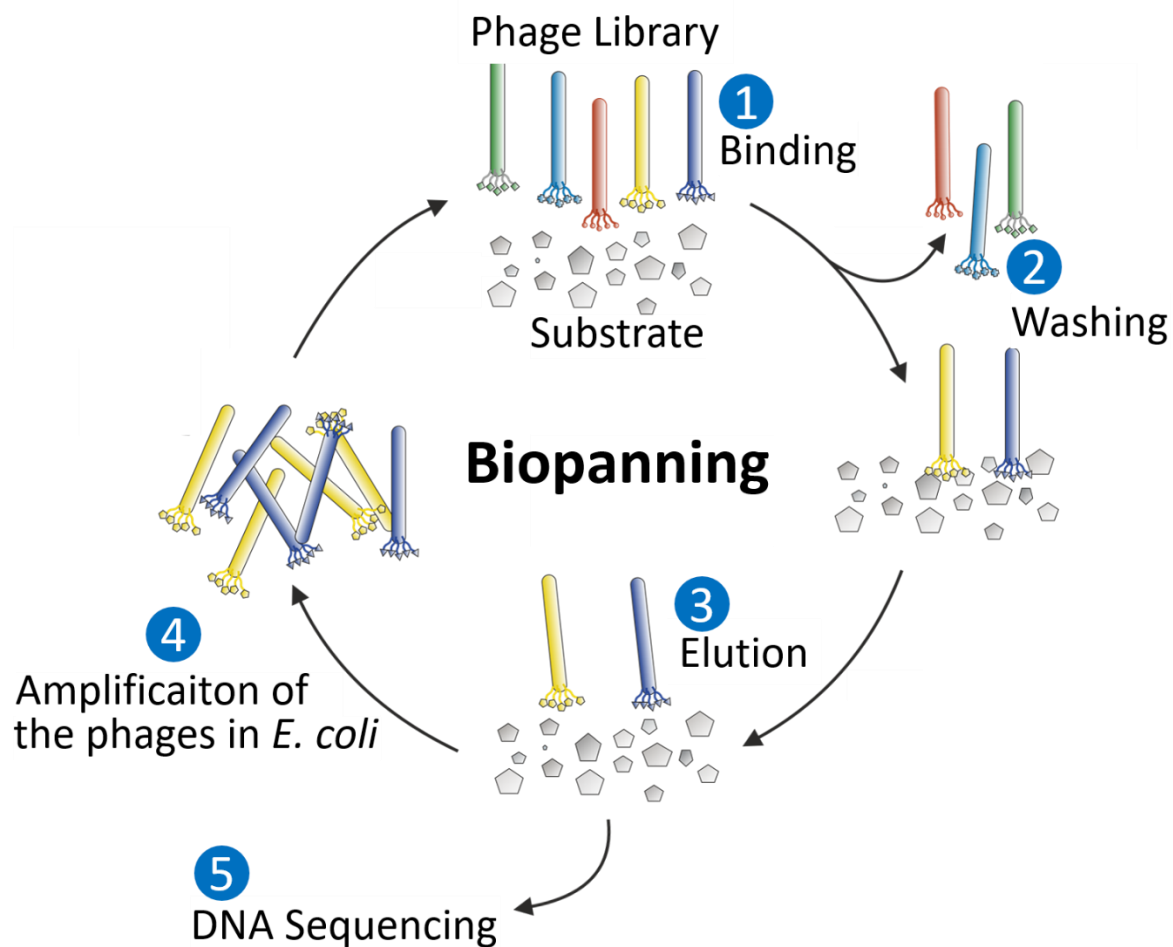 Phage Library
1
Binding
2
Washing
Substrate
Biopanning
3
Elution
4
Amplificaiton of
the phages in E. coli
5
DNA Sequencing